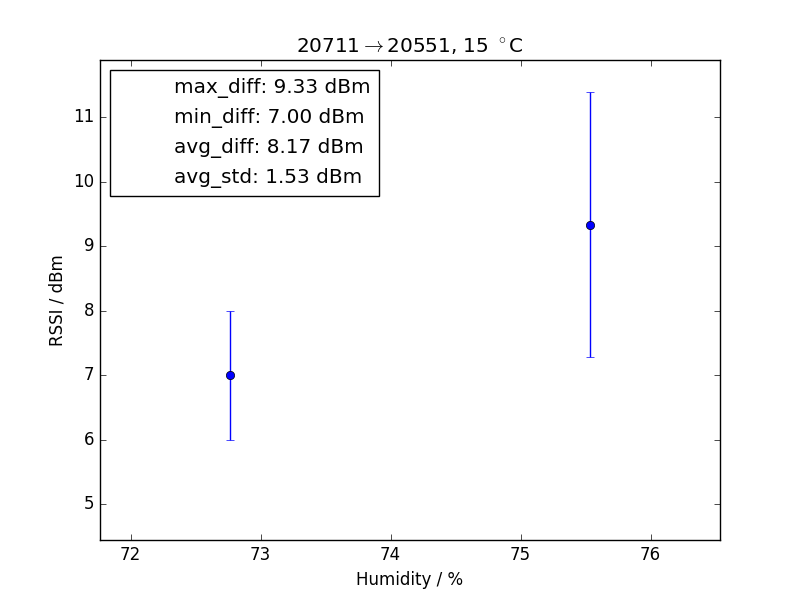 20711→20551, 15 °C
max_diff: 9.33 dBm
min_diff: 7.00 dBm
avg_diff: 8.17 dBm
avg_std: 1.53 dBm
11
10
9
8
7
6
5
RSSI / dBm
72 73 74 75 76
Humidity / %